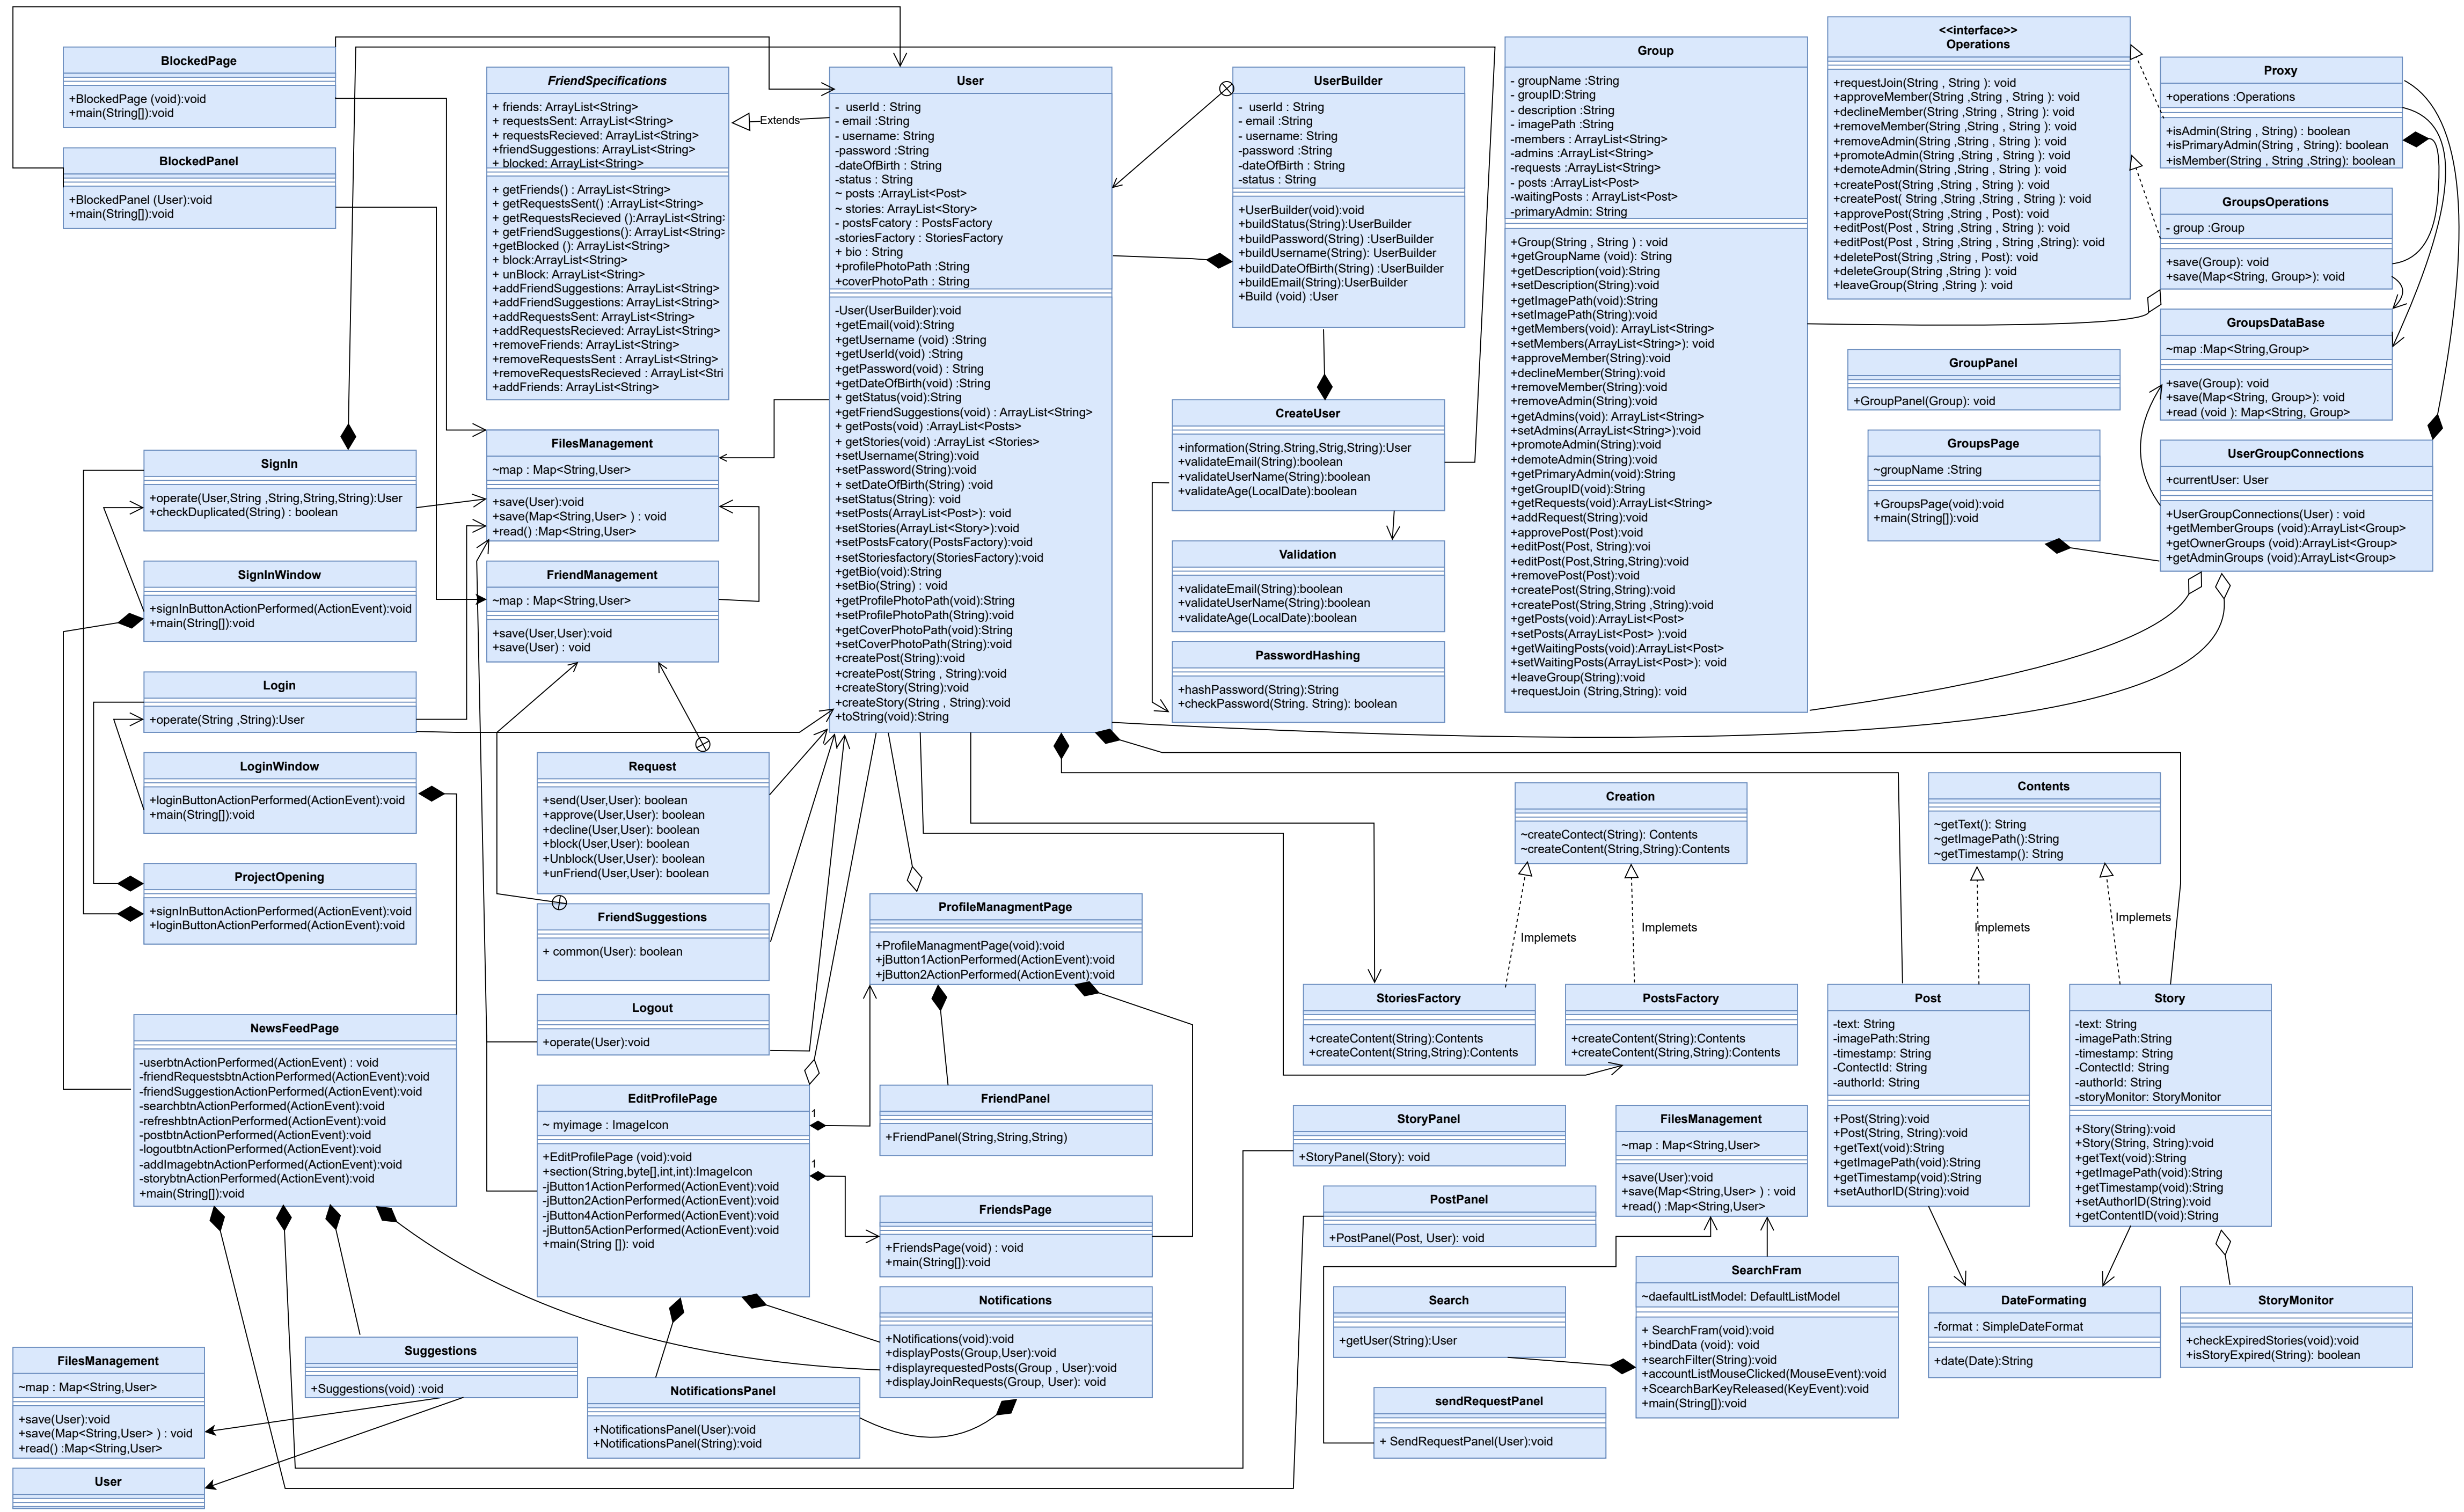 BlockedPage
+BlockedPage (void):void
+main(String[]):void
BlockedPanel
+BlockedPanel (User):void
+main(String[]):void
FriendSpecifications
+ friends: ArrayList<String>
+ requestsSent: ArrayList<String>
+ requestsRecieved: ArrayList<String>
+friendSuggestions: ArrayList<String>
+ blocked: ArrayList<String>
+ getFriends() : ArrayList<String>
+ getRequestsSent() :ArrayList<String>
+ getRequestsRecieved ():ArrayList<String>
+ getFriendSuggestions(): ArrayList<String>
+getBlocked (): ArrayList<String>
+ block:ArrayList<String>
+ unBlock: ArrayList<String>
+addFriendSuggestions: ArrayList<String>
+addFriendSuggestions: ArrayList<String>
+addRequestsSent: ArrayList<String>
+addRequestsRecieved: ArrayList<String>
+removeFriends: ArrayList<String>
+removeRequestsSent : ArrayList<String>
+removeRequestsRecieved : ArrayList<Stri
+addFriends: ArrayList<String>
Extends
User
- userId : String
- email :String
- username: String
-password :String
-dateOfBirth : String
-status : String
~ posts :ArrayList<Post>
~ stories: ArrayList<Story>
- postsFcatory : PostsFactory
-storiesFactory : StoriesFactory
+ bio : String
+profilePhotoPath :String
+coverPhotoPath : String
-User(UserBuilder):void
+getEmail(void):String
+getUsername (void) :String
+getUserId(void) : String
+getPassword(void) : String
+getDateOfBirth(void) :String
+ getStatus(void):String
+getFriendSuggestions(void) : ArrayList<String>
+ getPosts(void) :ArrayList<Posts>
+ getStories(void) :ArrayList <Stories>
+setUsername(String):void
+setPassword(String):void
+ setDateOfBirth(String) :void
+setStatus(String): void
+setPosts(ArrayList<Post>): void
+setStories(ArrayList<Story>):void
+setPostsFcatory(PostsFactory):void
+setStoriesfactory(StoriesFactory):void
+getBio(void):String
+setBio(String) : void
+getProfilePhotoPath(void):String
+setProfilePhotoPath(String):void
+getCoverPhotoPath(void):String
+setCoverPhotoPath(String):void
+createPost(String):void
+createPost(String , String):void
+createStory(String):void
+createStory(String , String):void
+toString(void):String
UserBuilder
- userId : String
- email :String
- username: String
-password :String
-dateOfBirth : String
-status : String
+UserBuilder(void):void
+buildStatus(String):UserBuilder
+buildPassword(String) :UserBuilder
+buildUsername(String): UserBuilder
+buildDateOfBirth(String) :UserBuilder
+buildEmail(String):UserBuilder
+Build (void) :User
Group
- groupName :String
- groupID:String
- description :String
- imagePath :String
-members : ArrayList<String>
-admins :ArrayList<String>
-requests :ArrayList<String>
- posts :ArrayList<Post>
-waitingPosts : ArrayList<Post>
-primaryAdmin: String
+Group(String , String ) : void
+getGroupName (void): String
+getDescription(void):String
+setDescription(String):void
+getImagePath(void):String
+setImagePath(String):void
+getMembers(void): ArrayList<String>
+setMembers(ArrayList<String>): void
+approveMember(String):void
+declineMember(String):void
+removeMember(String):void
+removeAdmin(String):void
+getAdmins(void): ArrayList<String>
+setAdmins(ArrayList<String>):void
+promoteAdmin(String):void
+demoteAdmin(String):void
+getPrimaryAdmin(void):String
+getGroupID(void):String
+getRequests(void):ArrayList<String>
+addRequest(String):void
+approvePost(Post):void
+editPost(Post, String):voi
+editPost(Post,String,String):void
+removePost(Post):void
+createPost(String,String):void
+createPost(String,String ,String):void
+getPosts(void):ArrayList<Post>
+setPosts(ArrayList<Post> ):void
+getWaitingPosts(void):ArrayList<Post>
+setWaitingPosts(ArrayList<Post>): void
+leaveGroup(String):void
+requestJoin (String,String): void
<<interface>>
Operations
+requestJoin(String , String ): void
+approveMember(String ,String , String ): void
+declineMember(String ,String , String ): void
+removeMember(String ,String , String ): void
+removeAdmin(String ,String , String ): void
+promoteAdmin(String ,String , String ): void
+demoteAdmin(String ,String , String ): void
+createPost(String ,String , String ): void
+createPost( String ,String ,String , String ): void
+approvePost(String ,String , Post): void
+editPost(Post , String ,String , String ): void
+editPost(Post , String ,String , String ,String): void
+deletePost(String ,String , Post): void
+deleteGroup(String ,String ): void
+leaveGroup(String ,String ): void
Proxy
+operations :Operations
+isAdmin(String , String) : boolean
+isPrimaryAdmin(String , String): boolean
+isMember(String , String ,String): boolean
GroupsOperations
- group :Group
+save(Group): void
+save(Map<String, Group>): void
GroupsDataBase
~map :Map<String,Group>
+save(Group): void
+save(Map<String, Group>): void
+read (void ): Map<String, Group>
GroupPanel
+GroupPanel(Group): void
GroupsPage
~groupName :String
+GroupsPage(void):void
+main(String[]):void
UserGroupConnections
+currentUser: User
+UserGroupConnections(User) : void
+getMemberGroups (void):ArrayList<Group>
+getOwnerGroups (void):ArrayList<Group>
+getAdminGroups (void):ArrayList<Group>
CreateUser
+information(String.String,Strig,String):User
+validateEmail(String):boolean
+validateUserName(String):boolean
+validateAge(LocalDate):boolean
Validation
+validateEmail(String):boolean
+validateUserName(String):boolean
+validateAge(LocalDate):boolean
PasswordHashing
+hashPassword(String):String
+checkPassword(String. String): boolean
FilesManagement
~map : Map<String,User>
+save(User):void
+save(Map<String,User> ) : void
+read() :Map<String,User>
FriendManagement
~map : Map<String,User>
+save(User,User):void
+save(User) : void
SignIn
+operate(User,String ,String,String,String):User
+checkDuplicated(String) : boolean
SignInWindow
+signInButtonActionPerformed(ActionEvent):void
+main(String[]):void
Login
+operate(String ,String):User
LoginWindow
+loginButtonActionPerformed(ActionEvent):void
+main(String[]):void
ProjectOpening
+signInButtonActionPerformed(ActionEvent):void
+loginButtonActionPerformed(ActionEvent):void
Request
+send(User,User): boolean
+approve(User,User): boolean
+decline(User,User): boolean
+block(User,User): boolean
+Unblock(User,User): boolean
+unFriend(User,User): boolean
FriendSuggestions
+ common(User): boolean
Logout
+operate(User):void
ProfileManagmentPage
+ProfileManagmentPage(void):void
+jButton1ActionPerformed(ActionEvent):void
+jButton2ActionPerformed(ActionEvent):void
Creation
~createContect(String): Contents
~createContent(String,String):Contents
Contents
~getText(): String
~getImagePath():String
~getTimestamp(): String
Implemets
Implemets
Implemets
Implemets
StoriesFactory
+createContent(String):Contents
+createContent(String,String):Contents
PostsFactory
+createContent(String):Contents
+createContent(String,String):Contents
Post
-text: String
-imagePath:String
-timestamp: String
-ContectId: String
-authorId: String
+Post(String):void
+Post(String, String):void
+getText(void):String
+getImagePath(void):String
+getTimestamp(void):String
+setAuthorID(String):void
Story
-text: String
-imagePath:String
-timestamp: String
-ContectId: String
-authorId: String
-storyMonitor: StoryMonitor
+Story(String):void
+Story(String, String):void
+getText(void):String
+getImagePath(void):String
+getTimestamp(void):String
+setAuthorID(String):void
+getContentID(void):String
NewsFeedPage
-userbtnActionPerformed(ActionEvent) : void
-friendRequestsbtnActionPerformed(ActionEvent):void
-friendSuggestionActionPerformed(ActionEvent):void
-searchbtnActionPerformed(ActionEvent):void
-refreshbtnActionPerformed(ActionEvent):void
-postbtnActionPerformed(ActionEvent):void
-logoutbtnActionPerformed(ActionEvent):void
-addImagebtnActionPerformed(ActionEvent):void
-storybtnActionPerformed(ActionEvent):void
+main(String[]):void
EditProfilePage
~ myimage : ImageIcon
+EditProfilePage (void):void
+section(String,byte[],int,int):ImageIcon
-jButton1ActionPerformed(ActionEvent):void
-jButton2ActionPerformed(ActionEvent):void
-jButton4ActionPerformed(ActionEvent):void
-jButton5ActionPerformed(ActionEvent):void
+main(String []): void
1
1
FriendPanel
+FriendPanel(String,String,String)
FriendsPage
+FriendsPage(void) : void
+main(String[]):void
Notifications
+Notifications(void):void
+displayPosts(Group,User):void
+displayrequestedPosts(Group , User):void
+displayJoinRequests(Group, User): void
NotificationsPanel
+NotificationsPanel(User):void
+NotificationsPanel(String):void
StoryPanel
+StoryPanel(Story): void
PostPanel
+PostPanel(Post, User): void
FilesManagement
~map : Map<String,User>
+save(User):void
+save(Map<String,User> ) : void
+read() :Map<String,User>
Search
+getUser(String):User
SearchFram
~daefaultListModel: DefaultListModel
+ SearchFram(void):void
+bindData (void): void
+searchFilter(String):void
+accountListMouseClicked(MouseEvent):void
+ScearchBarKeyReleased(KeyEvent):void
+main(String[]):void
sendRequestPanel
+ SendRequestPanel(User):void
DateFormating
-format : SimpleDateFormat
+date(Date):String
StoryMonitor
+checkExpiredStories(void):void
+isStoryExpired(String): boolean
FilesManagement
~map : Map<String,User>
+save(User):void
+save(Map<String,User> ) : void
+read() :Map<String,User>
Suggestions
+Suggestions(void) :void
User